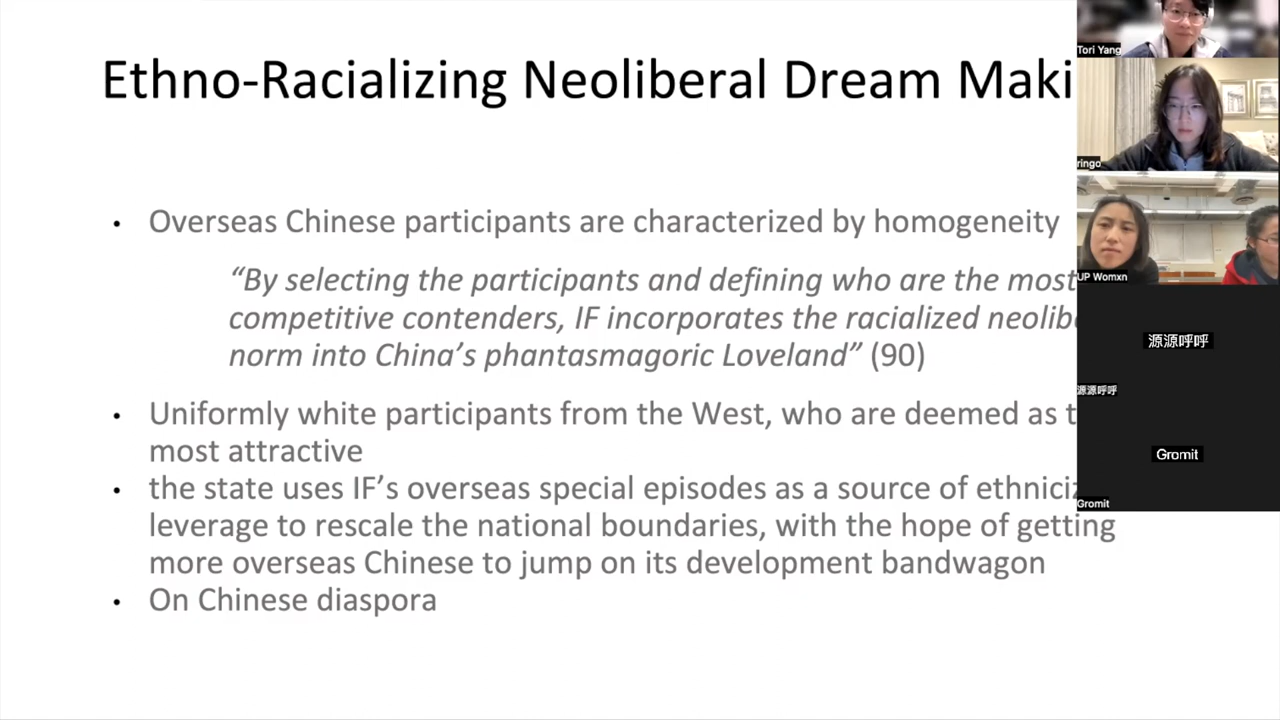 Ethno-Racializing Neoliberal Dream Maki
• Overseas Chinese participants are characterized by homogeneity
“By selecting the participants and defining who are the most
competitive contenders, IF incorporates the racialized neolib
norm into China’s phantasmagoric Loveland” (90)
• Uniformly white participants from the West, who are deemed as t
most attractive
• the state uses IF’s overseas special episodes as a source of ethniciz
leverage to rescale the national boundaries, with the hope of getting
more overseas Chinese to jump on its development bandwagon
• On Chinese diaspora
Tori Yang
ringo
UP Womxn
源源呼呼
源源呼呼
Gromit
Gromit